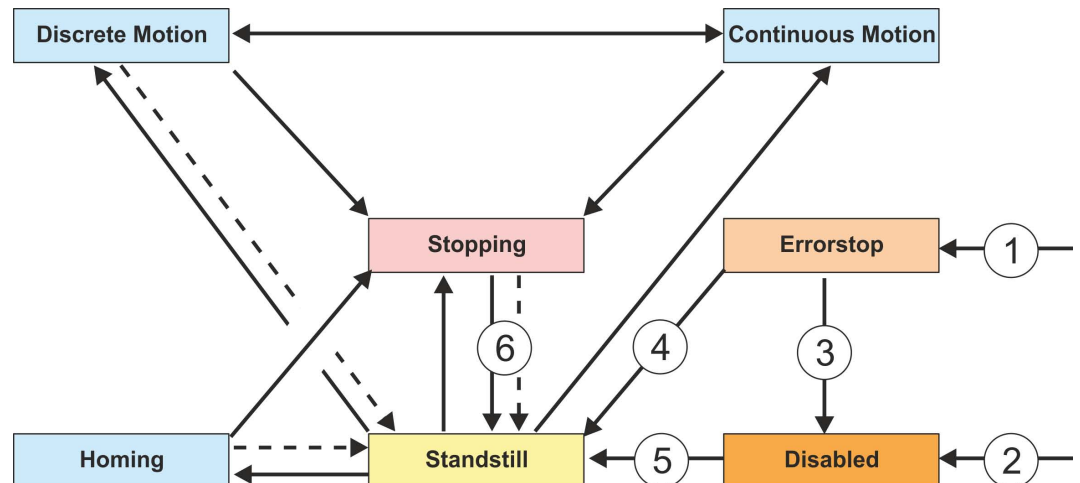 Discrete Motion
Continuous Motion
Stopping
Errorstop
1
6
4
3
Homing
Standstill
5
Disabled
2